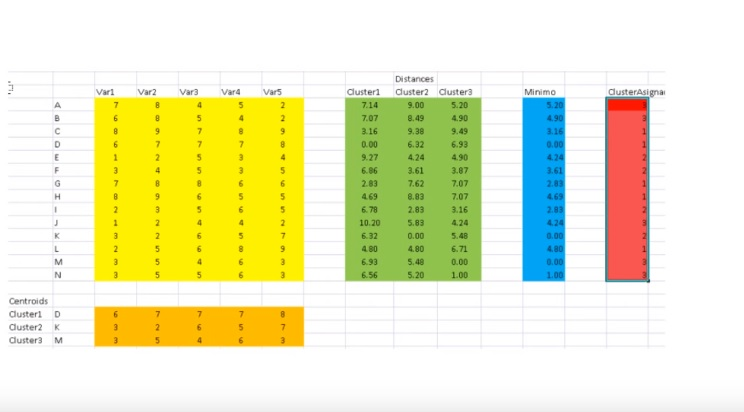 Distances
Var1 Var2 Var3 Var4 Var5 Cluster1 Cluster2 Cluster3 Minimo ClusterAsigna
A 7 8 4 5 2 7.14 9.00 5.20 5.20
B 6 8 5 4 2 7.07 8.49 4.90 4.90 3
C 8 9 7 8 9 3.16 9.38 9.49 3.16 1
D 6 7 7 7 8 0.00 6.32 6.93 0.00 1
E 1 2 5 3 4 9.27 4.24 4.90 4.24 2
F 3 4 5 3 5 6.86 3.61 3.87 3.61 2
G 7 8 8 6 6 2.83 7.62 7.07 2.83 1
H 8 9 6 5 5 4.69 8.83 7.07 4.69 1
I 2 3 5 6 5 6.78 2.83 3.16 2.83 2
J 1 2 4 4 2 10.20 5.83 4.24 4.24 3
K 3 2 6 5 7 6.32 0.00 5.48 0.00 2
L 2 5 6 8 9 4.80 4.80 6.71 4.80 1
M 3 5 4 6 3 6.93 5.48 0.00 0.00 3
N 3 5 5 6 3 6.56 5.20 1.00 1.00 3
Centroids
Cluster1 D 6 7 7 7 8
Cluster2 K 3 2 6 5 7
Cluster3 M 3 5 4 6 3